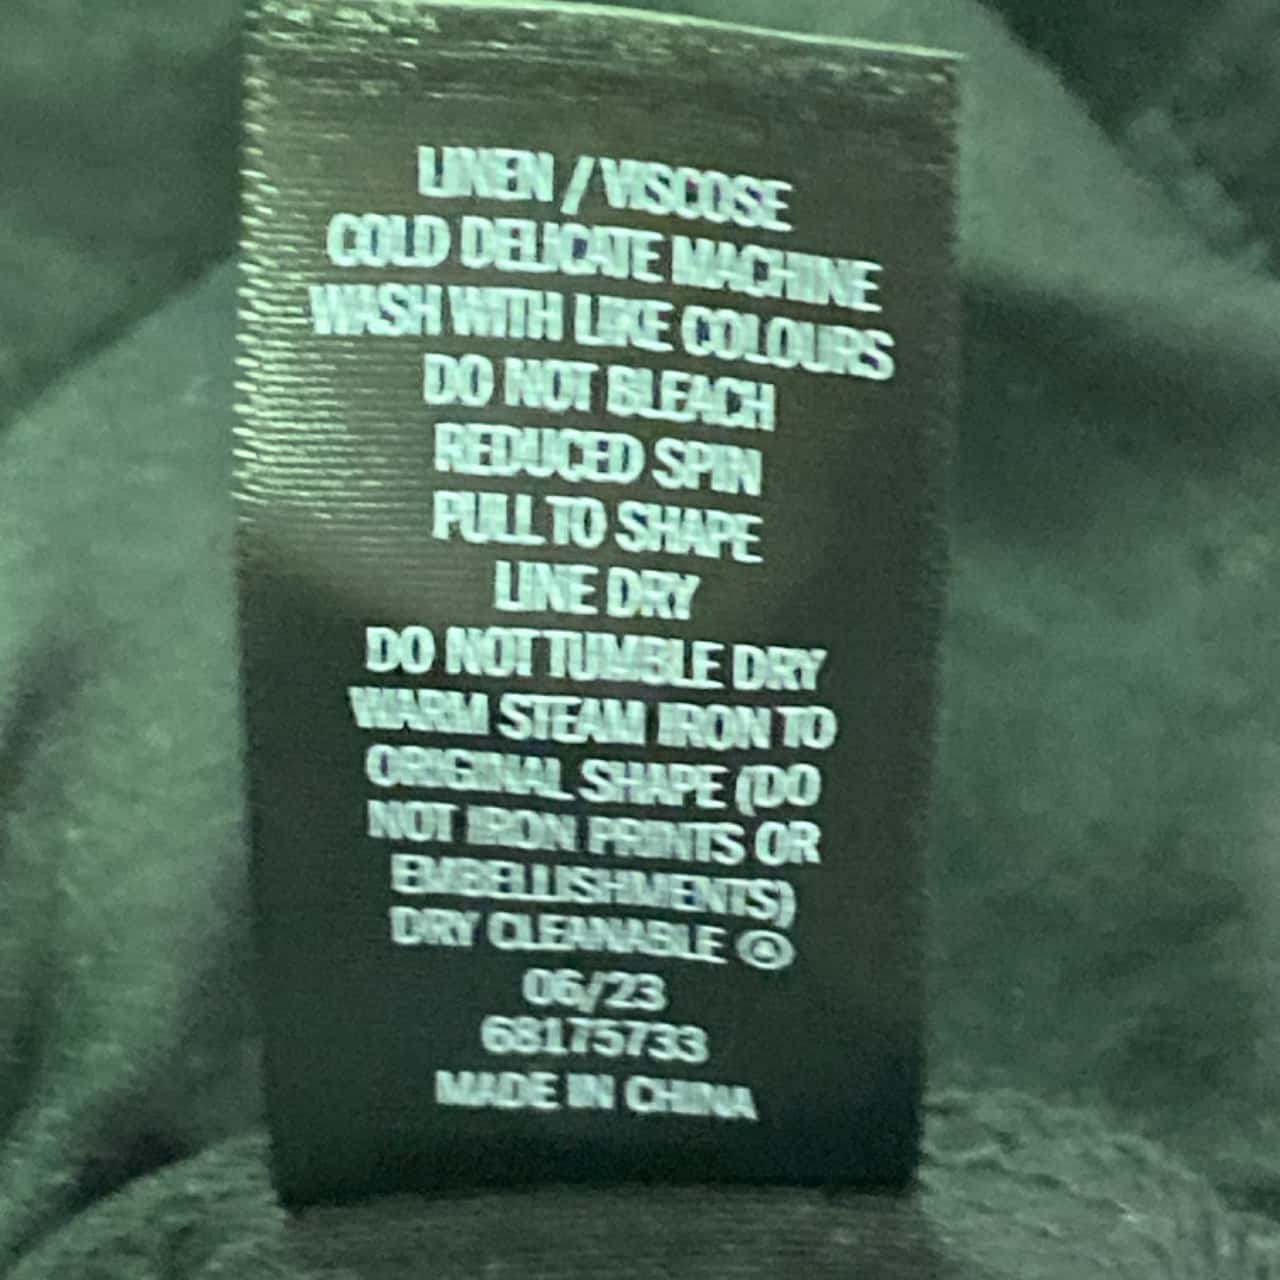 LINEN / VISCOSE
COLD DELICATE MACHINE
WASH WITH LIKE COLOURS
DO NOT BLEACH
REDUCED SPIN
PULL TO SHAPE
LINE DRY
DO NOT TUMBLE DRY
WARM STEAM IRON TO
ORIGINAL SHAPE (DO
NOT IRON PRINTS OR
EMBELLISHMENTS)
DRY CLEANABLE Ⓐ
06/23
68175733
MADE IN CHINA